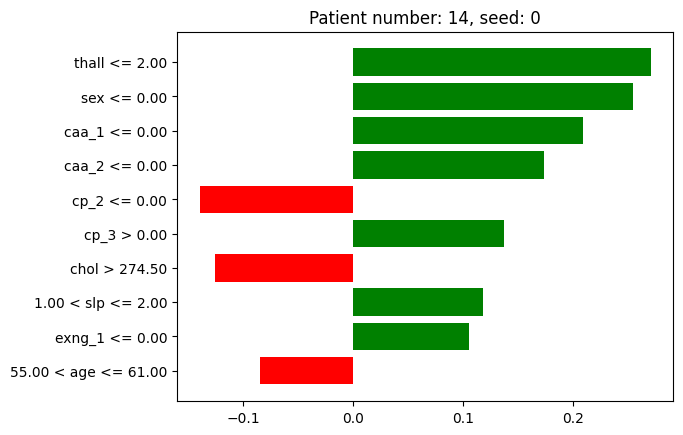 Patient number: 14, seed: 0
thall <= 2.00
sex <= 0.00
caa_1 <= 0.00
caa_2 <= 0.00
cp_2 <= 0.00
cp_3 > 0.00
chol > 274.50
1.00 < slp <= 2.00
exng_1 <= 0.00
55.00 < age <= 61.00
−0.1 0.0 0.1 0.2